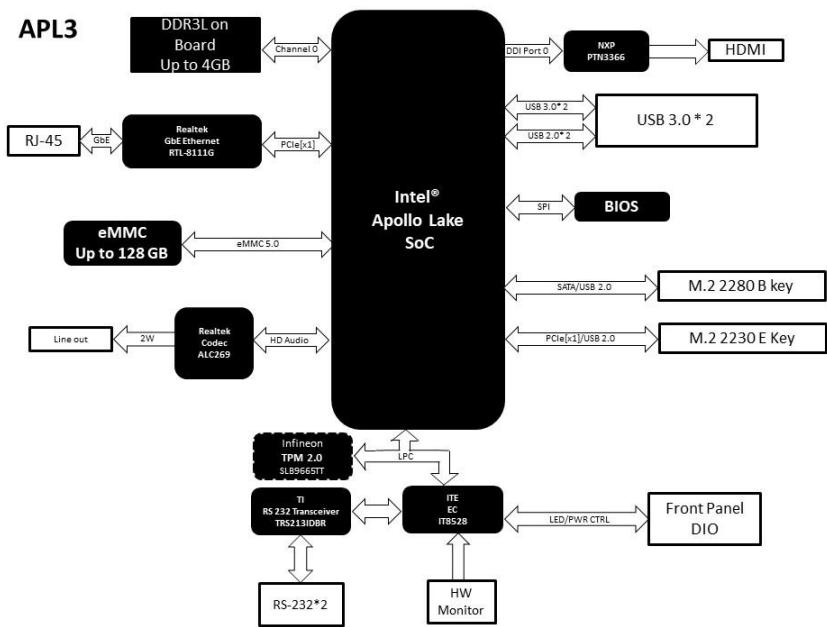 APL3
DDR3L on
Board
Up to 4GB
Channel 0
DDI Port 0
NXP
PTN3366
HDMI
USB 3.0* 2
USB 2.0* 2
USB 3.0 * 2
RJ-45
GbE
Realtek
GbE Ethernet
RTL-8111G
PCIe[x1]
Intel®
Apollo Lake
SoC
SPI
BIOS
eMMC
Up to 128 GB
eMMC 5.0
SATA/USB 2.0
M.2 2280 B key
Line out
2W
Realtek
Codec
ALC269
HD Audio
PCIe[x1]/USB 2.0
M.2 2230 E Key
Infineon
TPM 2.0
SLB9665TT
LPC
TI
RS 232 Transceiver
TRS213IDBR
ITE
EC
IT8528
LED/PWR CTRL
Front Panel
DIO
RS-232*2
HW
Monitor